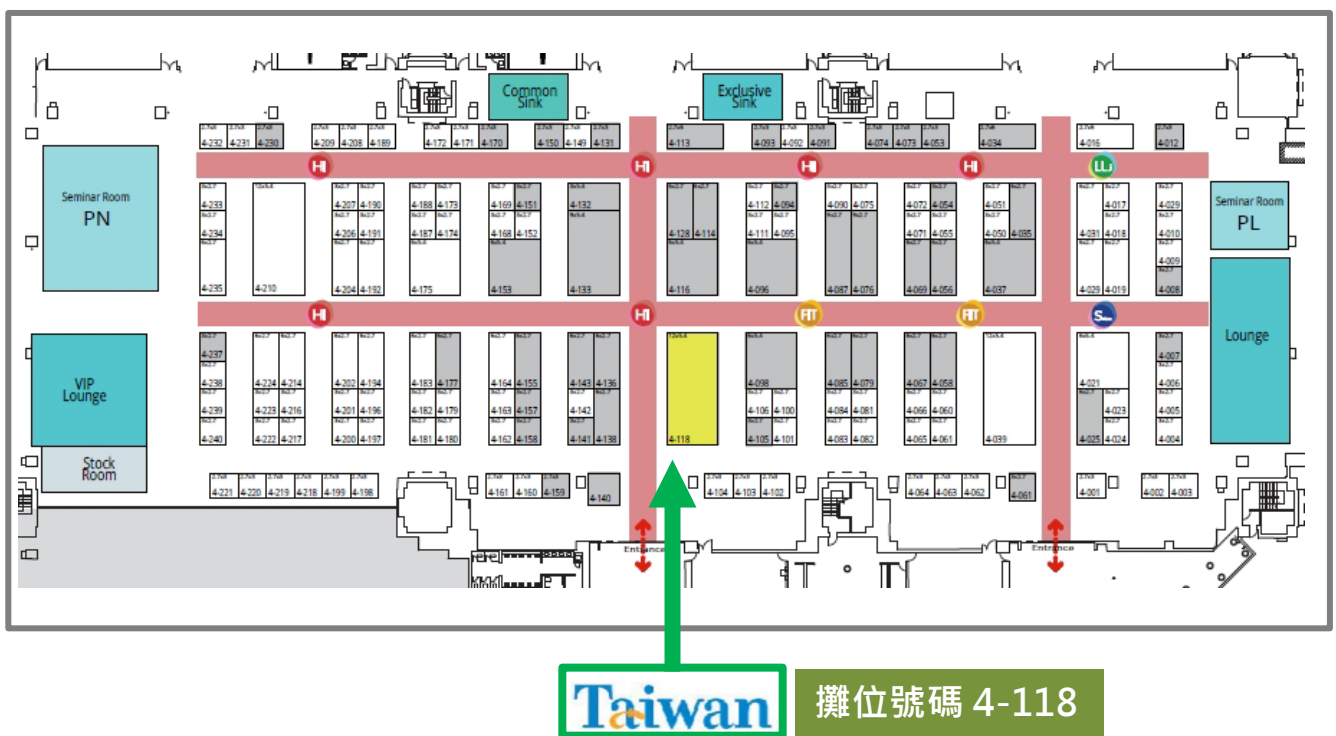 Common
Sink
Exclusive
Sink
4-232 4-231 4-230 4-209 4-208 4-189 4-172 4-171 4-170 4-150 4-149 4-131 4-113 4-093 4-092 4-091 4-074 4-073 4-053 4-034 4-016 4-012
HI HI HI HI
Seminar Room
PN
Seminar Room
PL
4-233 4-207 4-190 4-188 4-173 4-169 4-151 4-132 4-112 4-094 4-090 4-075 4-072 4-054 4-051 4-017 4-029
4-234 4-206 4-191 4-187 4-174 4-168 4-152 4-128 4-114 4-111 4-095 4-071 4-055 4-050 4-035 4-031 4-018 4-010
4-009
4-235 4-210 4-204 4-192 4-175 4-153 4-133 4-116 4-096 4-087 4-076 4-069 4-056 4-037 4-029 4-019 4-008
HI HI FIT FIT
Lounge
VIP
Lounge
4-237 4-007
4-238 4-224 4-214 4-202 4-194 4-183 4-177 4-164 4-155 4-143 4-136 4-098 4-085 4-079 4-067 4-058 4-021 4-006
4-239 4-223 4-216 4-201 4-196 4-182 4-179 4-163 4-157 4-142 4-106 4-100 4-084 4-081 4-066 4-060 4-023 4-005
4-240 4-222 4-217 4-200 4-197 4-181 4-180 4-162 4-158 4-141 4-138 4-118 4-105 4-101 4-083 4-082 4-065 4-061 4-039 4-025 4-024 4-004
Stock
Room
4-221 4-220 4-219 4-218 4-199 4-198 4-161 4-160 4-159 4-140 4-104 4-103 4-102 4-064 4-063 4-062 4-061 4-001 4-002 4-003
Entrance
Entrance
Taiwan
攤位號碼 4-118